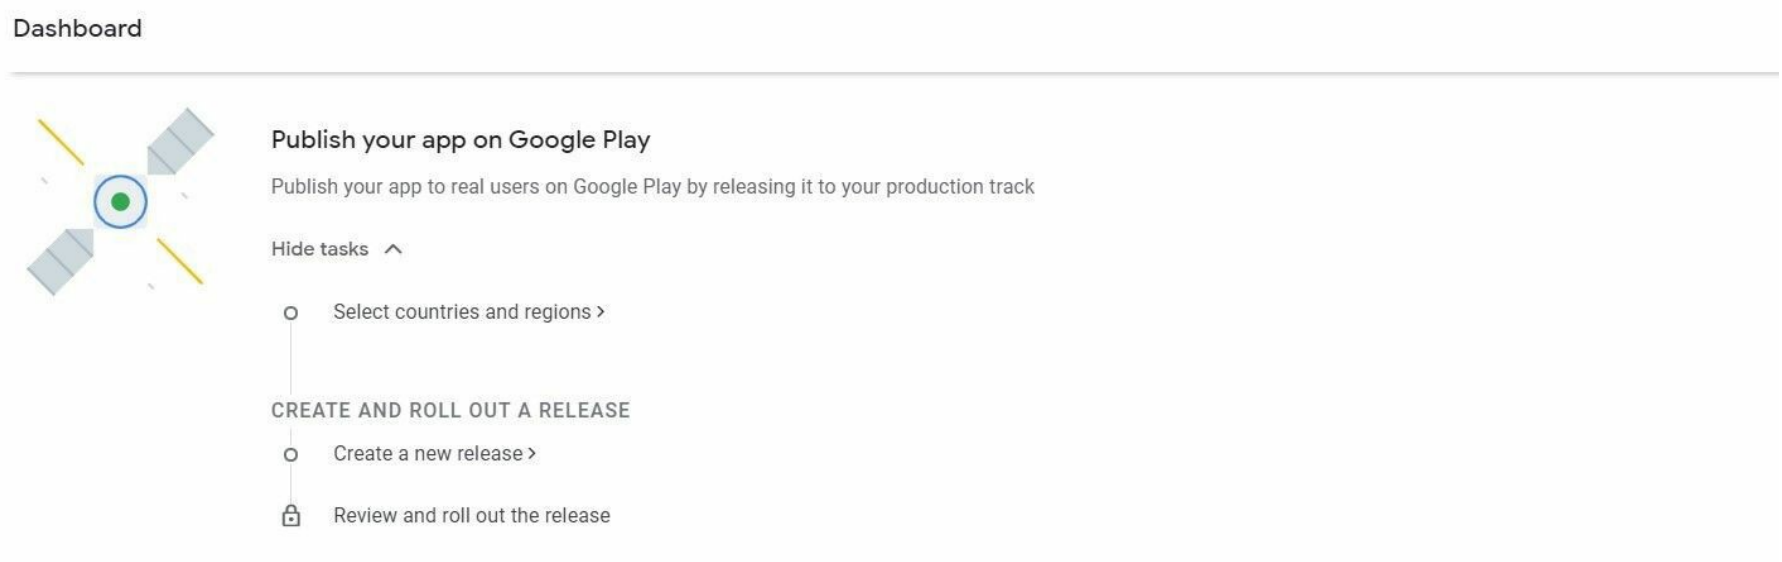 Dashboard
Publish your app on Google Play
Publish your app to real users on Google Play by releasing it to your production track
Hide tasks
Select countries and regions >
CREATE AND ROLL OUT A RELEASE
Create a new release >
Review and roll out the release